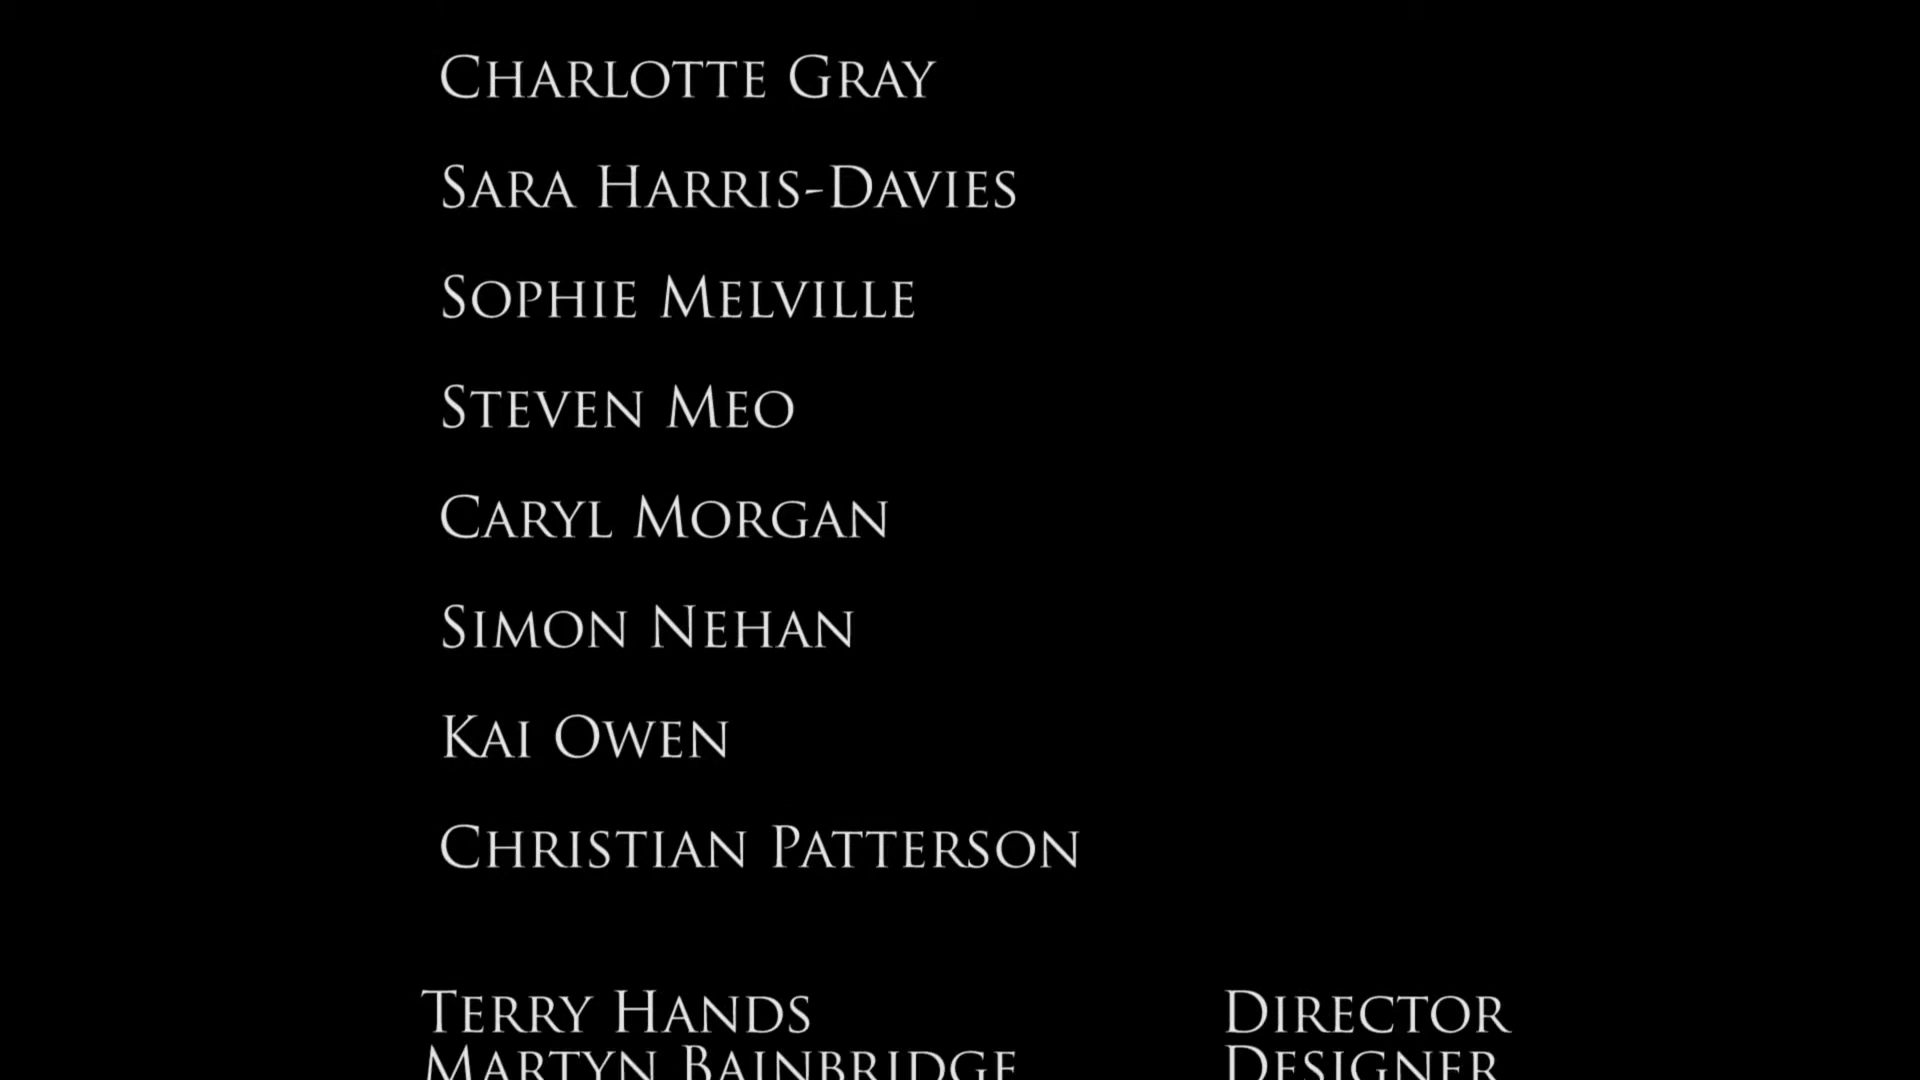 Charlotte Gray
Sara Harris-Davies
Sophie Melville
Steven Meo
Caryl Morgan
Simon Nehan
Kai Owen
Christian Patterson
Terry Hands Director
Martyn Bainbridge Designer